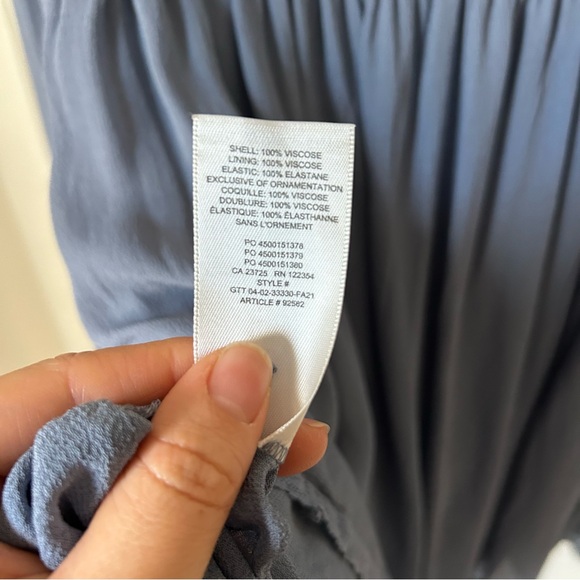 SHELL: 100% VISCOSE
LINING: 100% VISCOSE
ELASTIC: 100% ELASTANE
EXCLUSIVE OF ORNAMENTATION
COQUILLE: 100% VISCOSE
DOUBLURE: 100% VISCOSE
ÉLASTIQUE: 100% ÉLASTHANNE
SANS L'ORNEMENT
PO 4500151378
PO 4500151379
PO 4500151380
CA 23725 RN 122354
STYLE #
GTT 04-02-33330-FA21
ARTICLE # 92582